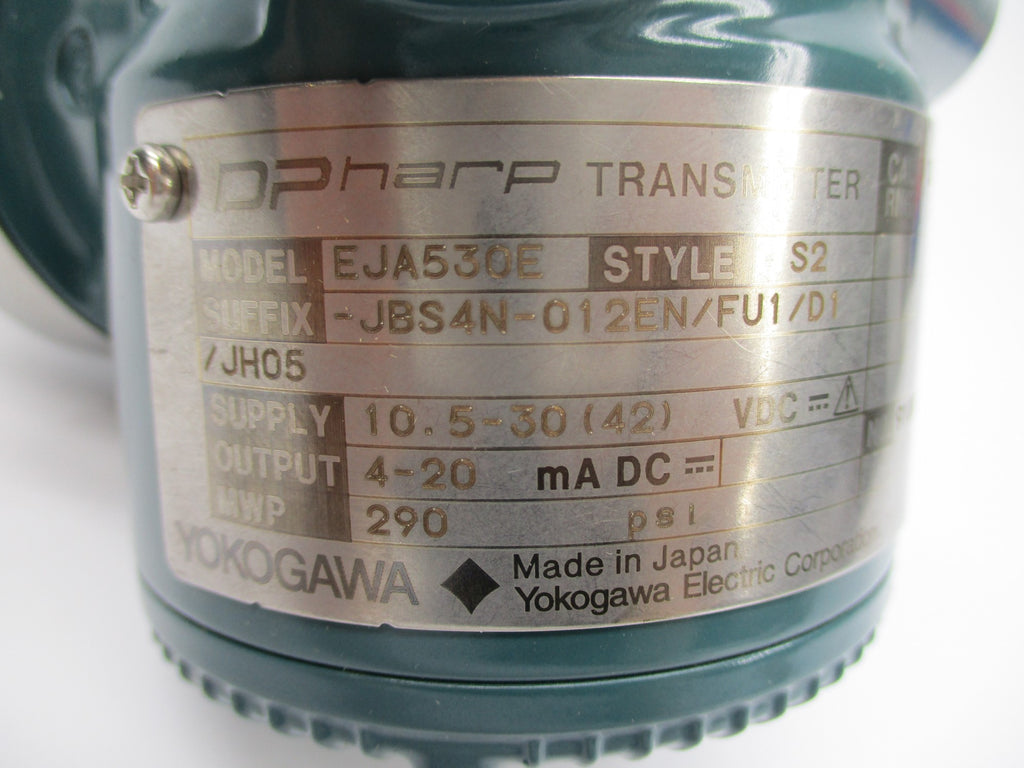 DPharp TRANSMITTER
MODEL EJA530E STYLE S2
SUFFIX -JBS4N-012EN/FU1/D1
/JH05
SUPPLY 10.5-30(42) VDC
OUTPUT 4-20 mA DC
MWP 290 psi
YOKOGAWA Made in Japan
Yokogawa Electric Corporation